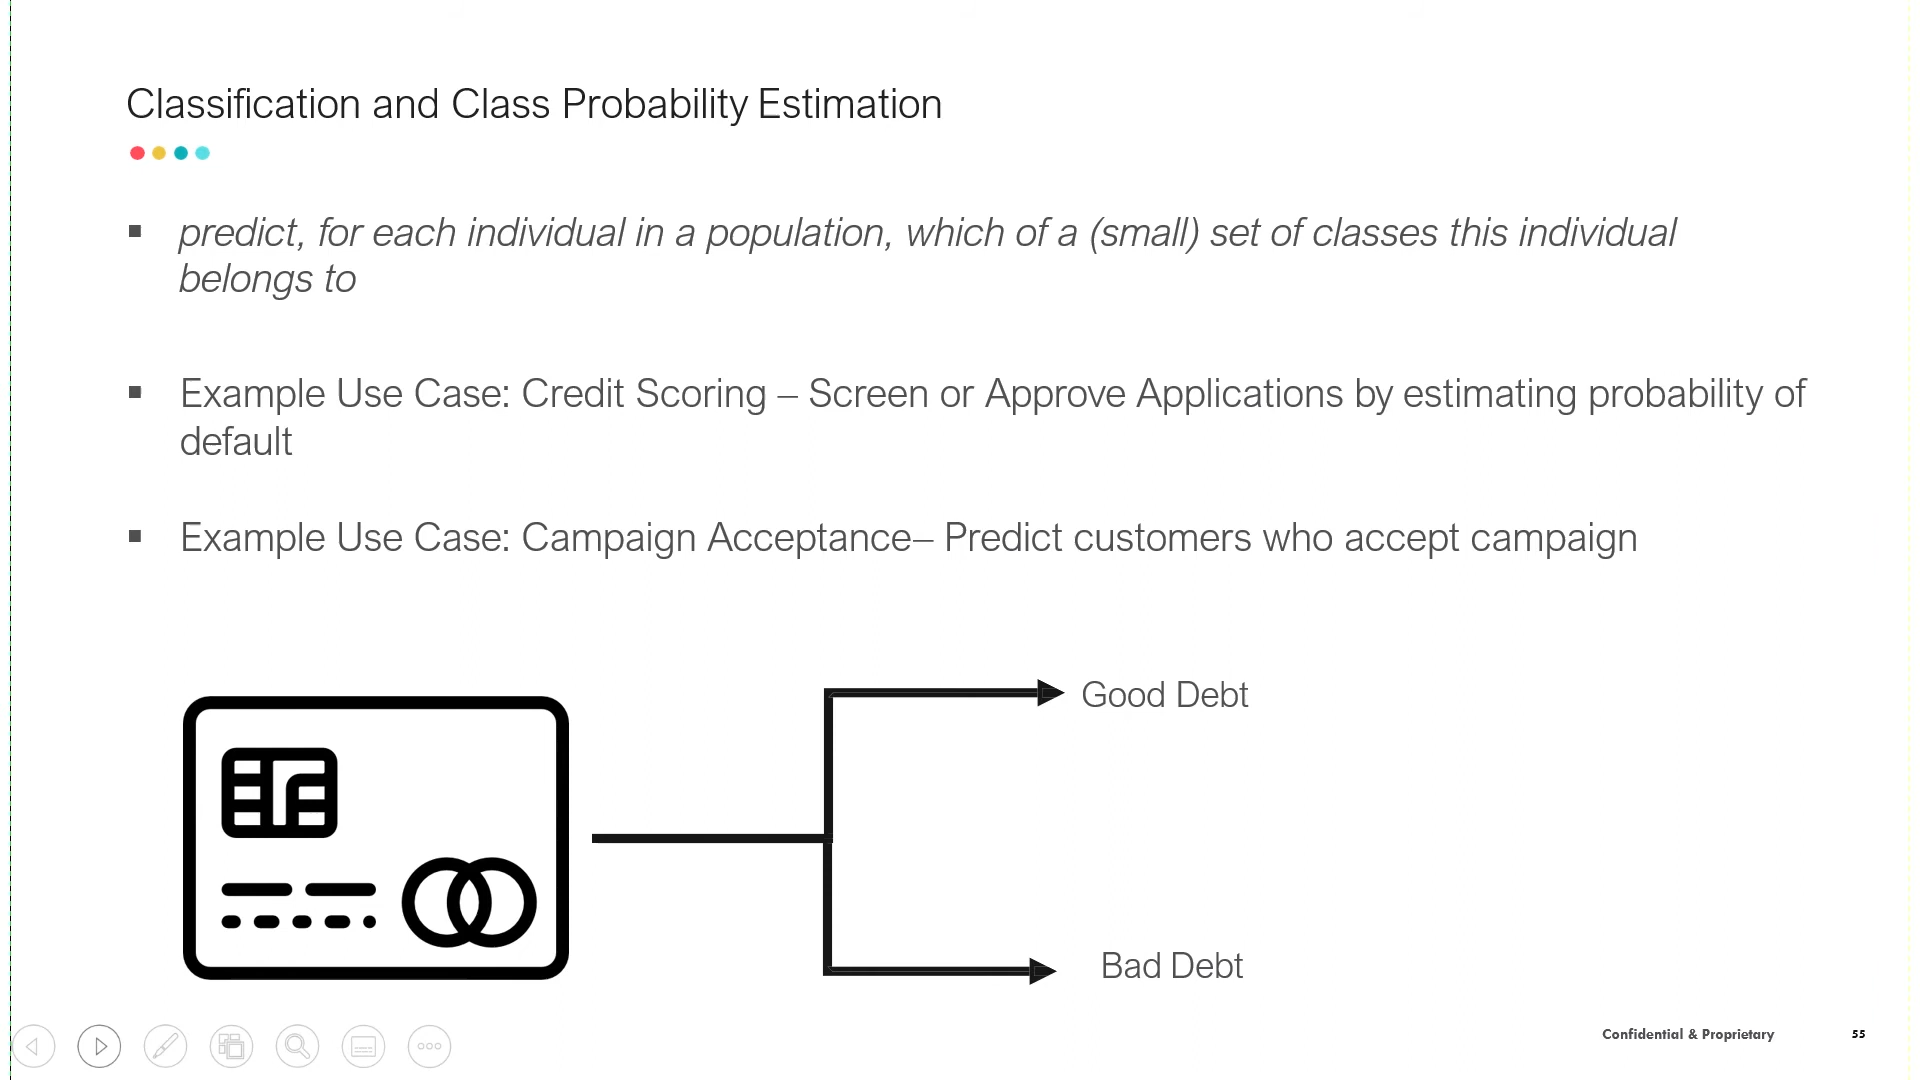 Classification and Class Probability Estimation
▪ predict, for each individual in a population, which of a (small) set of classes this individual
belongs to
▪ Example Use Case: Credit Scoring – Screen or Approve Applications by estimating probability of
default
▪ Example Use Case: Campaign Acceptance– Predict customers who accept campaign
Good Debt
Bad Debt
Confidential & Proprietary 55